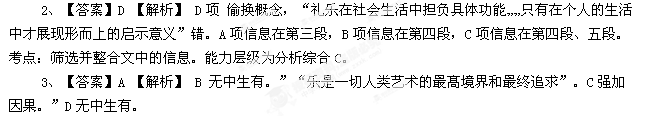 2、【答案】D 【解析】 D项 偷换概念，“礼乐在社会生活中担负具体功能„„只有在个人的生活
中才展现形而上的启示意义”错。A 项信息在第三段，B 项信息在第四段，C 项信息在第四段、五段。
考点：筛选并整合文中的信息。能力层级为分析综合 C。
3、【答案】A 【解析】 B 无中生有。”“乐是一切人类艺术的最高境界和最终追求”。C 强加
因果。”D 无中生有。